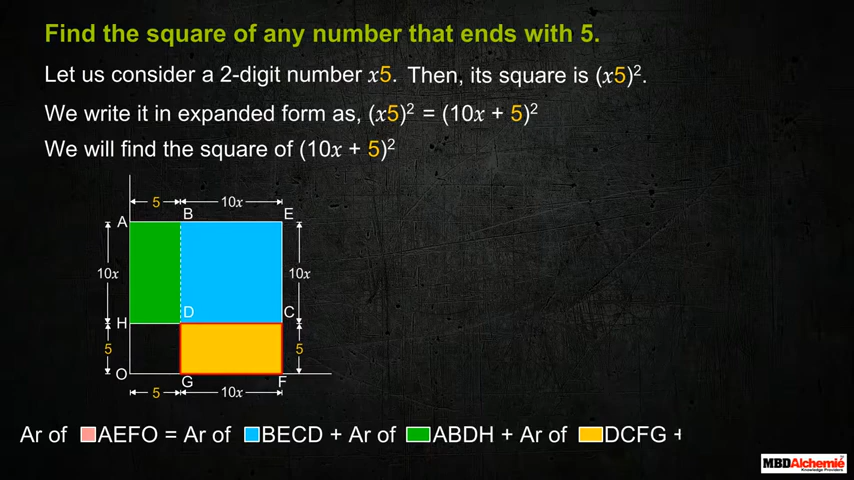 Find the square of any number that ends with 5.
Let us consider a 2-digit number x5. Then, its square is (x5)².
We write it in expanded form as, (x5)² = (10x + 5)²
We will find the square of (10x + 5)²
5 10x
A B E
10x 10x
H D C
5 5
O G F
5 10x
Ar of AEFO = Ar of BECD + Ar of ABDH + Ar of DCFG +
MBDAlchemie
Knowledge Providers